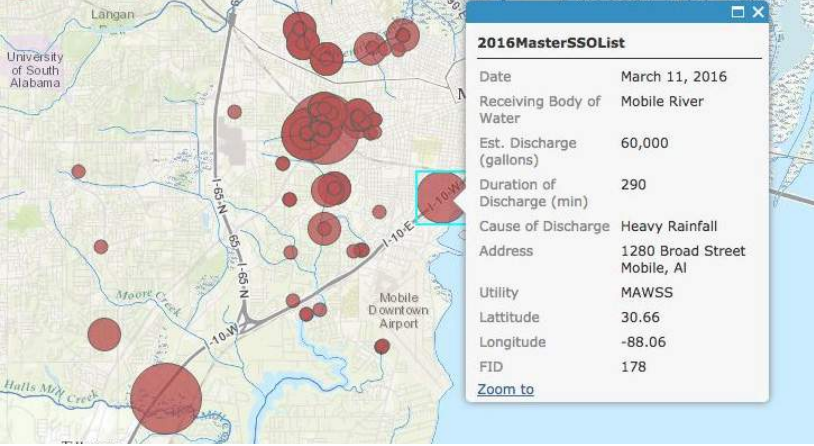 Langan
University
of South
Alabama
I-65-N
65
I-65-N
I-10-E
I-10-W
-10-W
Moore Creek
Mobile
Downtown
Airport
Halls Mill Creek
2016MasterSSOList
Date March 11, 2016
Receiving Body of Mobile River
Water
Est. Discharge 60,000
(gallons)
Duration of 290
Discharge (min)
Cause of Discharge Heavy Rainfall
Address 1280 Broad Street
Mobile, Al
Utility MAWSS
Lattitude 30.66
Longitude -88.06
FID 178
Zoom to